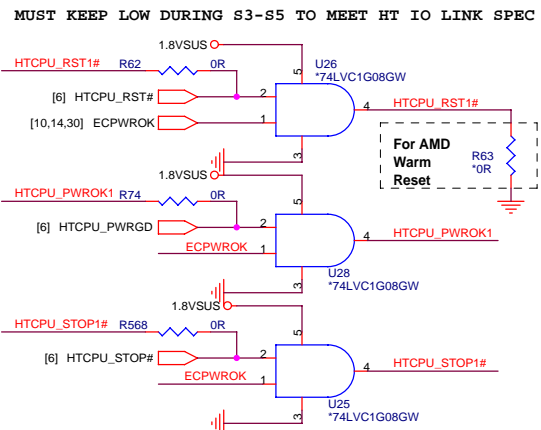 MUST KEEP LOW DURING S3-S5 TO MEET HT IO LINK SPEC
1.8VSUS
U26
*74LVC1G08GW
HTCPU_RST1# R62 0R
5
[6] HTCPU_RST# 2
4 HTCPU_RST1#
[10,14,30] ECPWROK 1
3
For AMD
Warm
Reset
R63
*0R
1.8VSUS
HTCPU_PWROK1 R74 0R
5
[6] HTCPU_PWRGD 2
4 HTCPU_PWROK1
ECPWROK 1
3
U28
*74LVC1G08GW
1.8VSUS
HTCPU_STOP1# R568 0R
5
[6] HTCPU_STOP# 2
4 HTCPU_STOP1#
ECPWROK 1
3
U25
*74LVC1G08GW